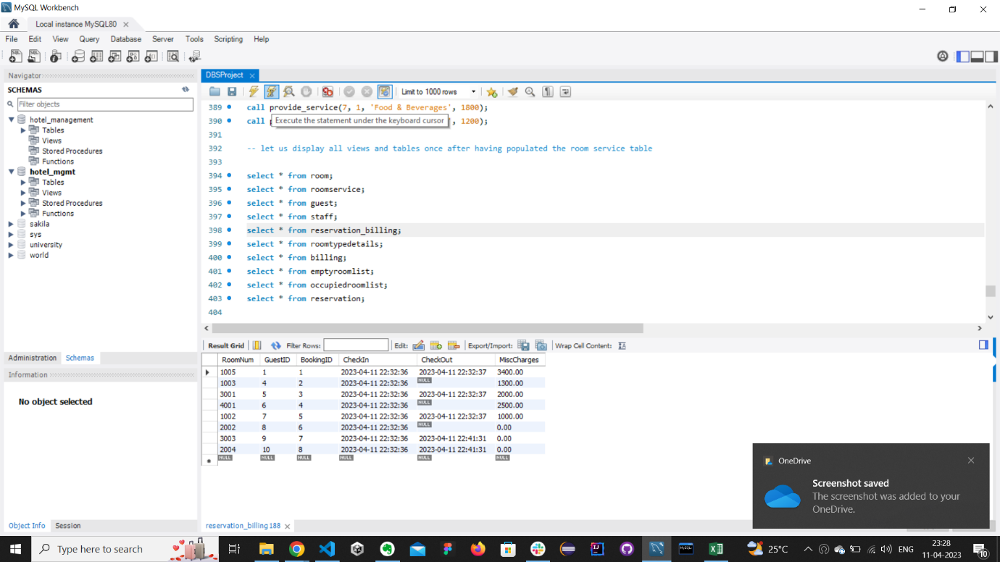 MySQL Workbench
Local instance MySQL80
File Edit View Query Database Server Tools Scripting Help
Navigator
SCHEMAS
Filter objects
hotel_management
Tables
Views
Stored Procedures
Functions
hotel_mgmt
Tables
Views
Stored Procedures
Functions
sakila
sys
university
world
Administration Schemas
Information
No object selected
Object Info Session
DBSProject
Limit to 1000 rows
389 call provide_service(7, 1, 'Food & Beverages', 1800);
390 call Execute the statement under the keyboard cursor ', 1200);
391
392 -- let us display all views and tables once after having populated the room service table
393
394 select * from room;
395 select * from roomservice;
396 select * from guest;
397 select * from staff;
398 select * from reservation_billing;
399 select * from roomtypedetails;
400 select * from billing;
401 select * from emptyroomlist;
402 select * from occupiedroomlist;
403 select * from reservation;
404
Result Grid Filter Rows: Edit: Export/Import: Wrap Cell Content:
RoomNum GuestID BookingID CheckIn CheckOut MiscCharges
1005 1 1 2023-04-11 22:32:36 2023-04-11 22:32:37 3400.00
1003 4 2 2023-04-11 22:32:36 NULL 1300.00
3001 5 3 2023-04-11 22:32:36 2023-04-11 22:32:37 2000.00
4001 6 4 2023-04-11 22:32:36 NULL 2500.00
1002 7 5 2023-04-11 22:32:36 2023-04-11 22:32:37 1000.00
2002 8 6 2023-04-11 22:32:36 NULL 0.00
3003 9 7 2023-04-11 22:32:36 2023-04-11 22:41:31 0.00
2004 10 8 2023-04-11 22:32:36 2023-04-11 22:41:31 0.00
NULL NULL NULL NULL NULL NULL
reservation_billing 188
OneDrive
Screenshot saved
The screenshot was added to your
OneDrive.
Type here to search
25°C
ENG
23:28
11-04-2023
10